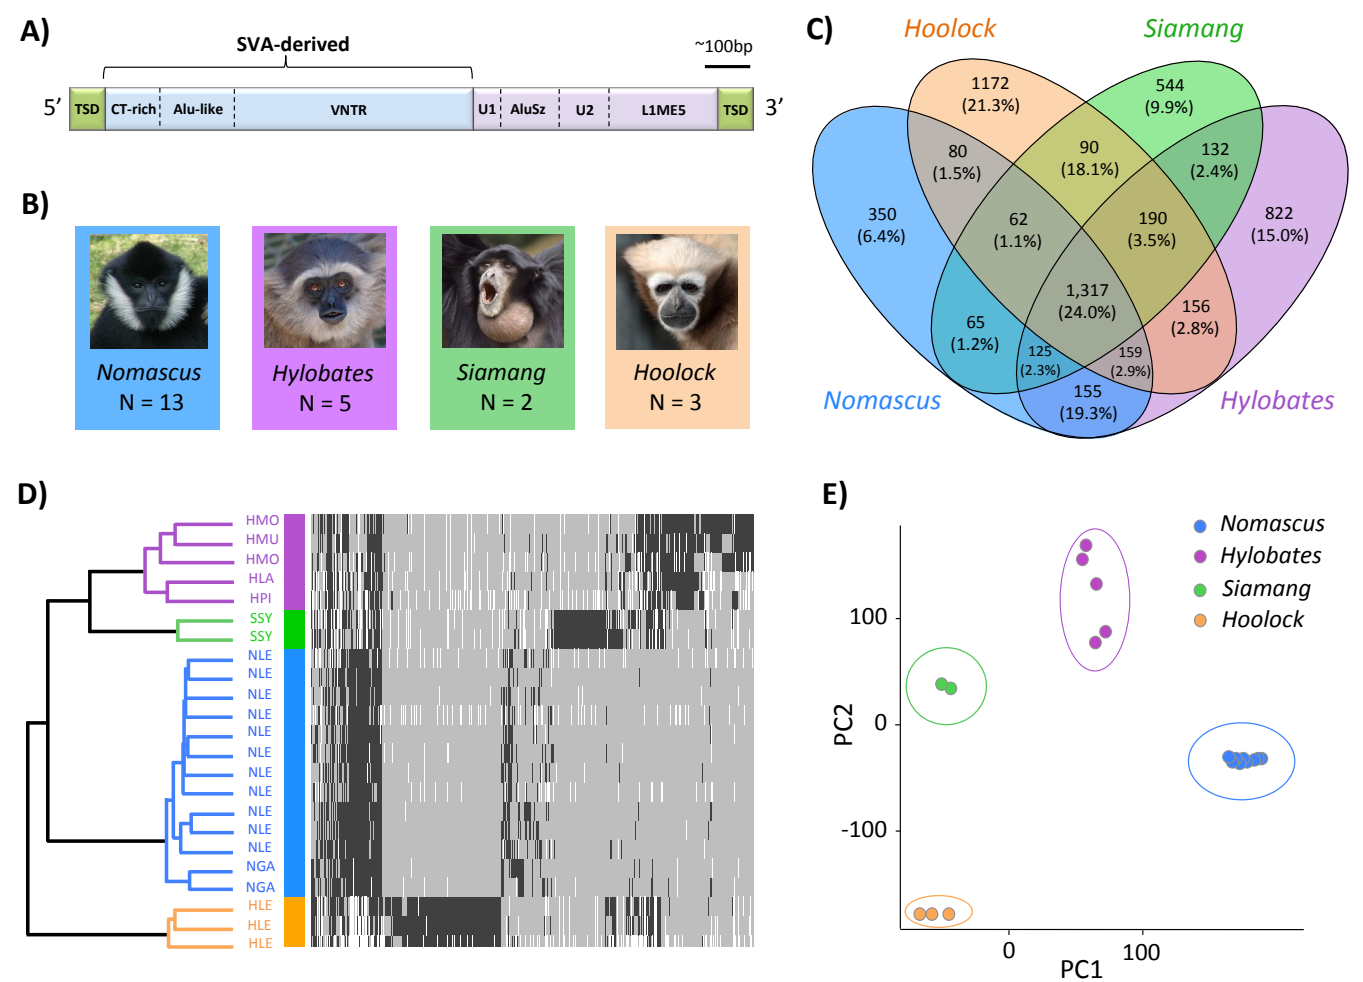 A)
SVA-derived
~100bp
5’ TSD CT-rich Alu-like VNTR U1 AluSz U2 L1ME5 TSD 3’
B)
Nomascus
N = 13
Hylobates
N = 5
Siamang
N = 2
Hoolock
N = 3
C)
Hoolock Siamang
1172
(21.3%)
544
(9.9%)
80
(1.5%)
90
(18.1%)
132
(2.4%)
350
(6.4%)
62
(1.1%)
190
(3.5%)
822
(15.0%)
1,317
(24.0%)
65
(1.2%)
156
(2.8%)
125
(2.3%)
159
(2.9%)
155
(19.3%)
Nomascus Hylobates
D)
HMO
HMU
HMO
HLA
HPI
SSY
SSY
NLE
NLE
NLE
NLE
NLE
NLE
NLE
NLE
NLE
NLE
NLE
NGA
NGA
HLE
HLE
HLE
E)
Nomascus
Hylobates
Siamang
Hoolock
100
0
-100
PC2
0 100
PC1